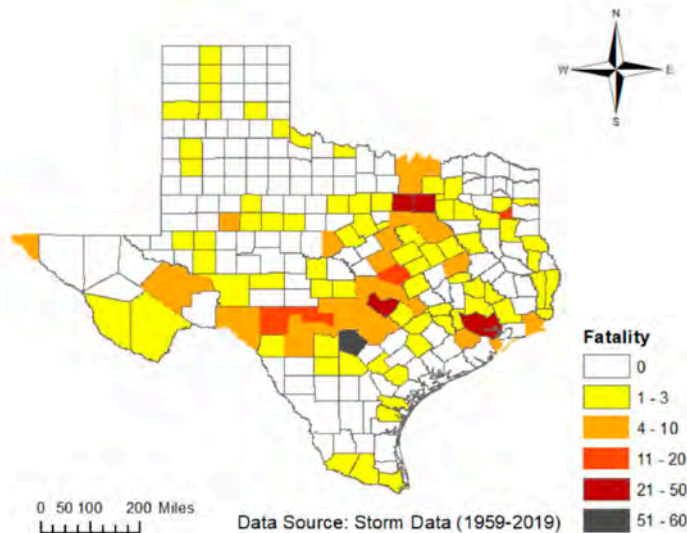 N
W E
S
Fatality
0
1 - 3
4 - 10
11 - 20
21 - 50
51 - 60
0 50 100 200 Miles
Data Source: Storm Data (1959-2019)